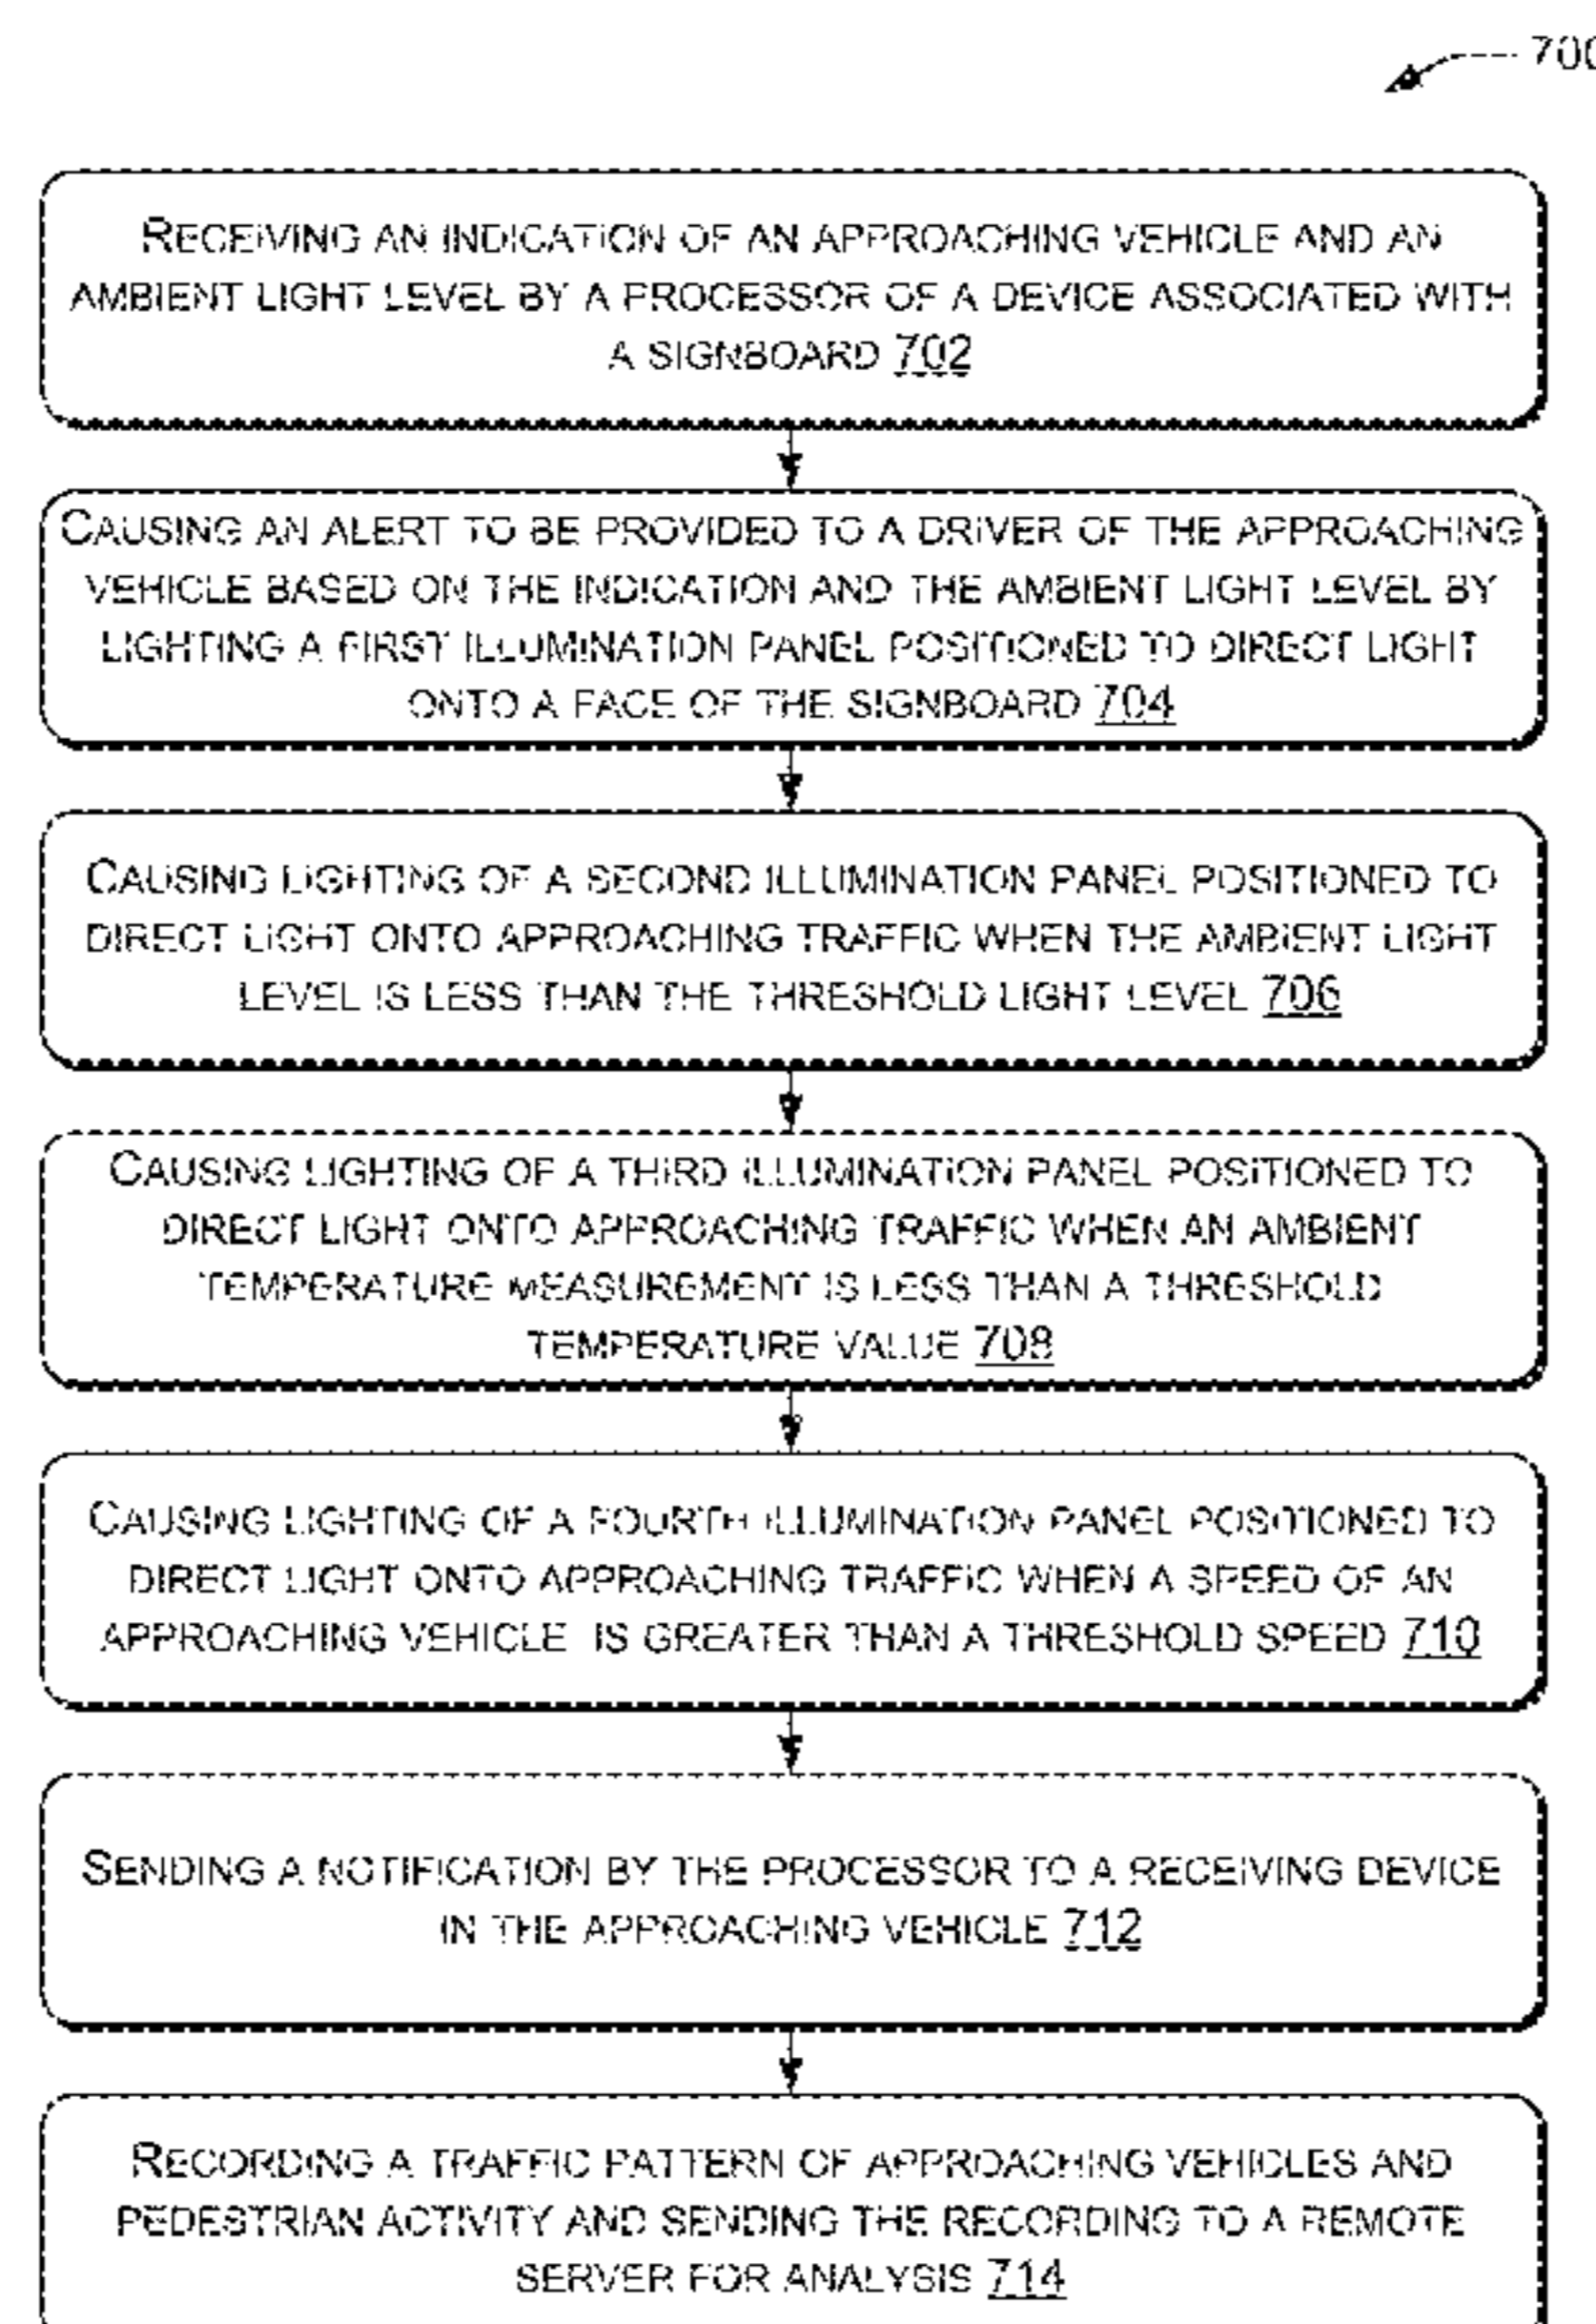 700
RECEIVING AN INDICATION OF AN APPROACHING VEHICLE AND AN
AMBIENT LIGHT LEVEL BY A PROCESSOR OF A DEVICE ASSOCIATED WITH
A SIGNBOARD 702
CAUSING AN ALERT TO BE PROVIDED TO A DRIVER OF THE APPROACHING
VEHICLE BASED ON THE INDICATION AND THE AMBIENT LIGHT LEVEL BY
LIGHTING A FIRST ILLUMINATION PANEL POSITIONED TO DIRECT LIGHT
ONTO A FACE OF THE SIGNBOARD 704
CAUSING LIGHTING OF A SECOND ILLUMINATION PANEL POSITIONED TO
DIRECT LIGHT ONTO APPROACHING TRAFFIC WHEN THE AMBIENT LIGHT
LEVEL IS LESS THAN THE THRESHOLD LIGHT LEVEL 706
CAUSING LIGHTING OF A THIRD ILLUMINATION PANEL POSITIONED TO
DIRECT LIGHT ONTO APPROACHING TRAFFIC WHEN AN AMBIENT
TEMPERATURE MEASUREMENT IS LESS THAN A THRESHOLD
TEMPERATURE VALUE 708
CAUSING LIGHTING OF A FOURTH ILLUMINATION PANEL POSITIONED TO
DIRECT LIGHT ONTO APPROACHING TRAFFIC WHEN A SPEED OF AN
APPROACHING VEHICLE IS GREATER THAN A THRESHOLD SPEED 710
SENDING A NOTIFICATION BY THE PROCESSOR TO A RECEIVING DEVICE
IN THE APPROACHING VEHICLE 712
RECORDING A TRAFFIC PATTERN OF APPROACHING VEHICLES AND
PEDESTRIAN ACTIVITY AND SENDING THE RECORDING TO A REMOTE
SERVER FOR ANALYSIS 714